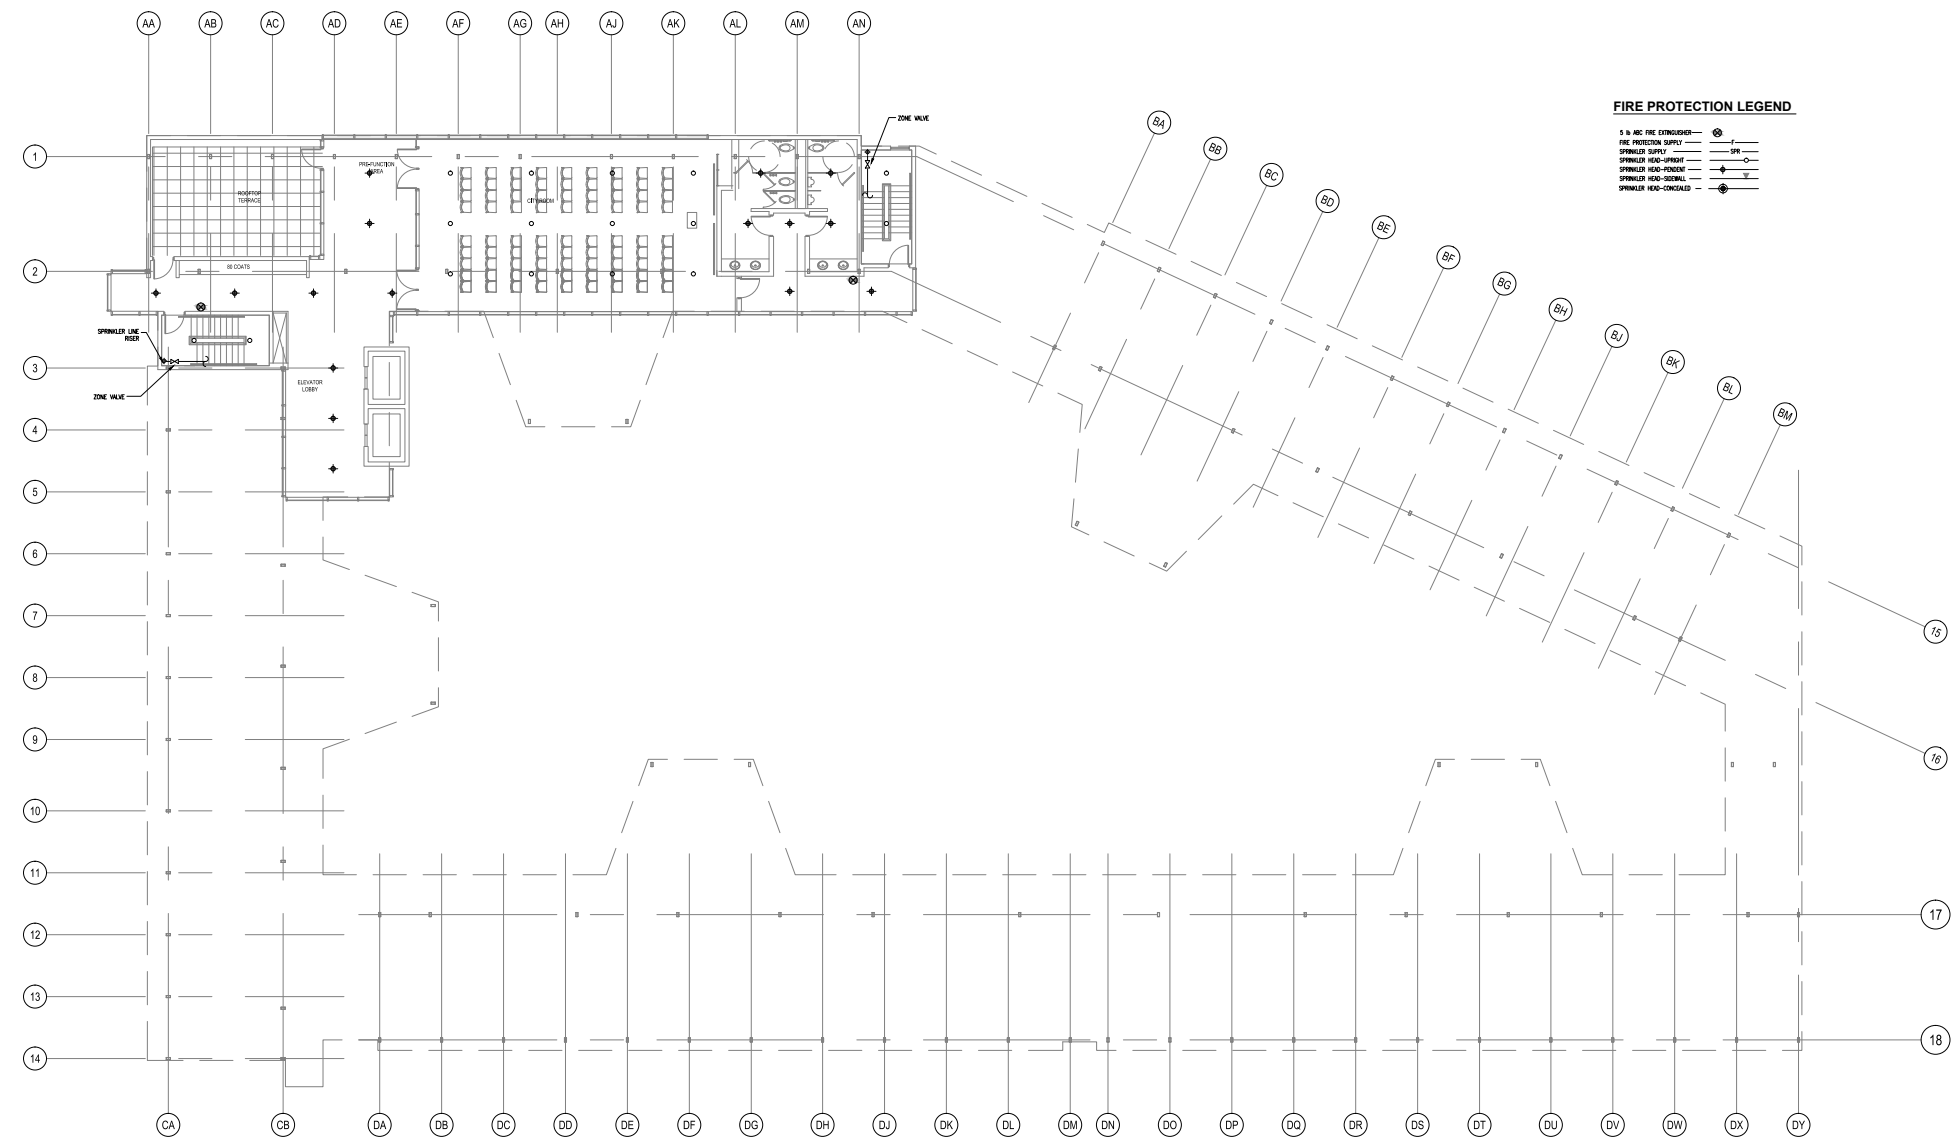 AA AB AC AD AE AF AG AH AJ AK AL AM AN
FIRE PROTECTION LEGEND
5 lb ABC FIRE EXTINGUISHER
FIRE PROTECTION SUPPLY F
SPRINKLER SUPPLY SPR
SPRINKLER HEAD-UPRIGHT
SPRINKLER HEAD-PENDENT
SPRINKLER HEAD-SIDEWALL
SPRINKLER HEAD-CONCEALED
ZONE VALVE
BA
BB
BC
BD
BE
BF
BG
BH
BJ
BK
BL
BM
1
PRE-FUNCTION
AREA
ROOFTOP
TERRACE
CITYROOM
2
80 COATS
SPRINKLER LINE
RISER
3
ELEVATOR
LOBBY
ZONE VALVE
4
5
6
7
8
9
10
11
12
13
14
15
16
17
18
CA CB DA DB DC DD DE DF DG DH DJ DK DL DM DN DO DP DQ DR DS DT DU DV DW DX DY